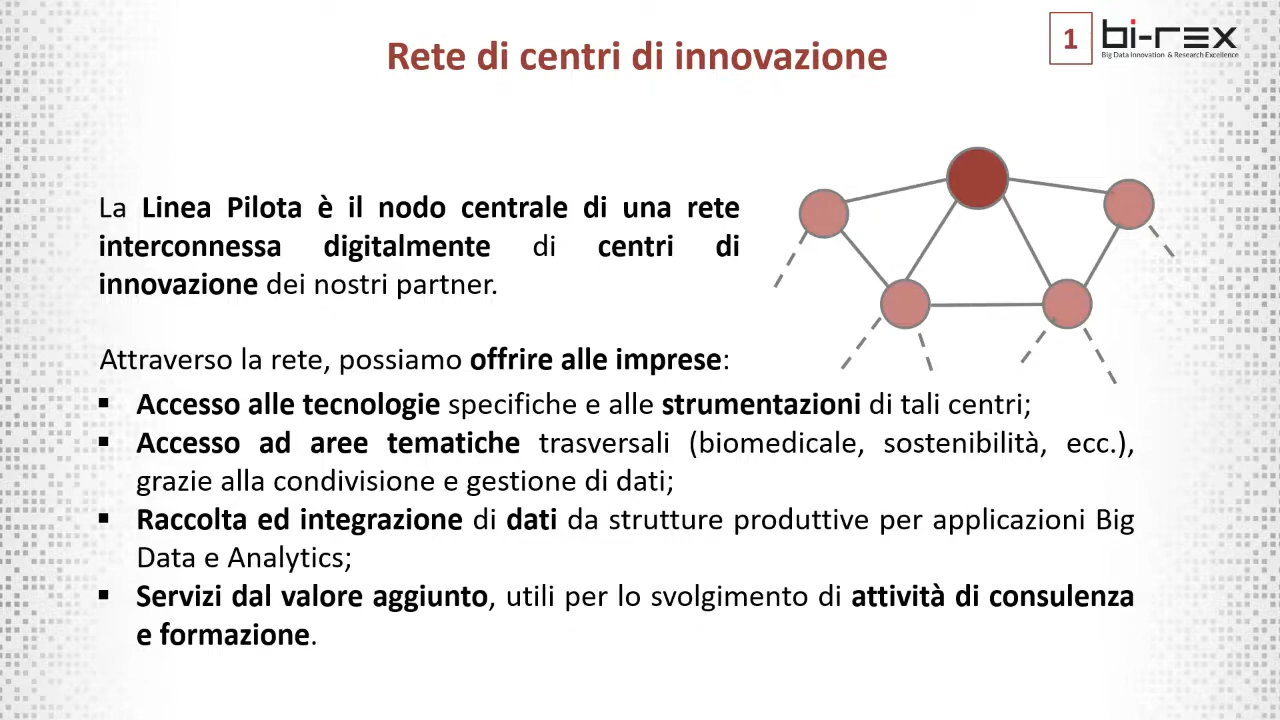 Rete di centri di innovazione
1
bi-rex
Big Data Innovation & Research Excellence
La Linea Pilota è il nodo centrale di una rete
interconnessa digitalmente di centri di
innovazione dei nostri partner.
Attraverso la rete, possiamo offrire alle imprese:
▪ Accesso alle tecnologie specifiche e alle strumentazioni di tali centri;
▪ Accesso ad aree tematiche trasversali (biomedicale, sostenibilità, ecc.),
grazie alla condivisione e gestione di dati;
▪ Raccolta ed integrazione di dati da strutture produttive per applicazioni Big
Data e Analytics;
▪ Servizi dal valore aggiunto, utili per lo svolgimento di attività di consulenza
e formazione.